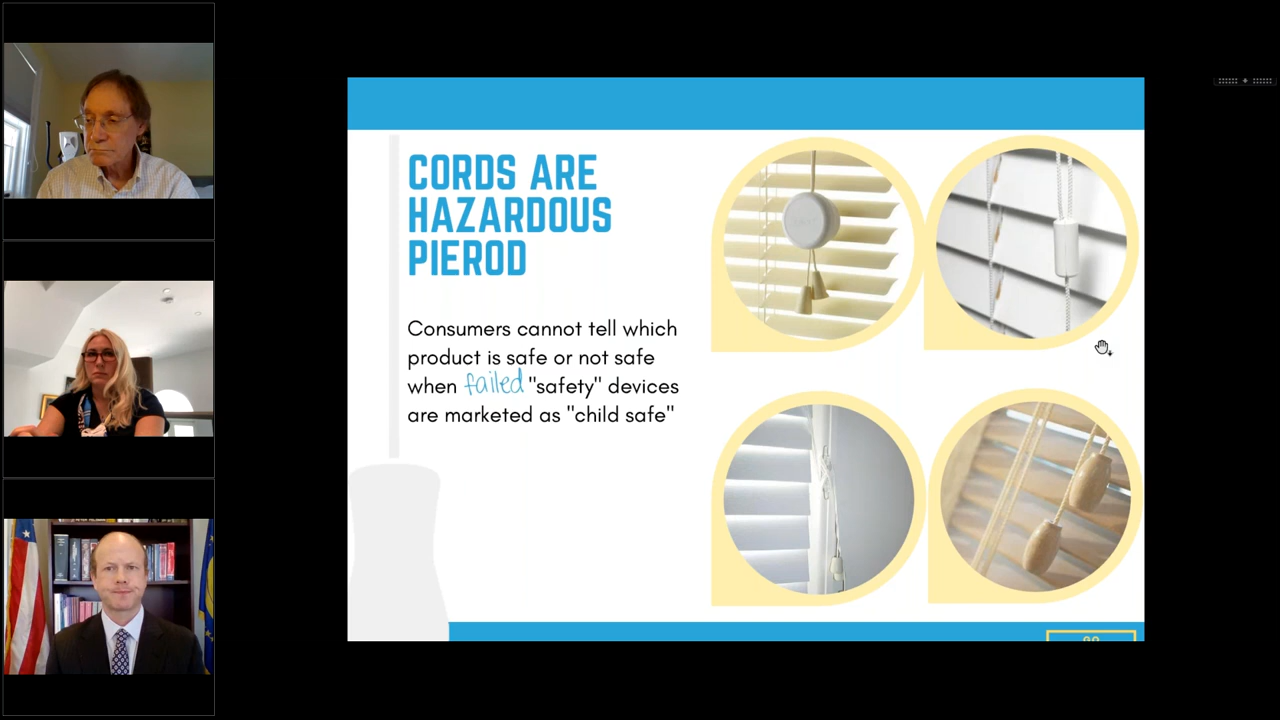 CORDS ARE
HAZARDOUS
PIEROD
Consumers cannot tell which
product is safe or not safe
when failed "safety" devices
are marketed as "child safe"